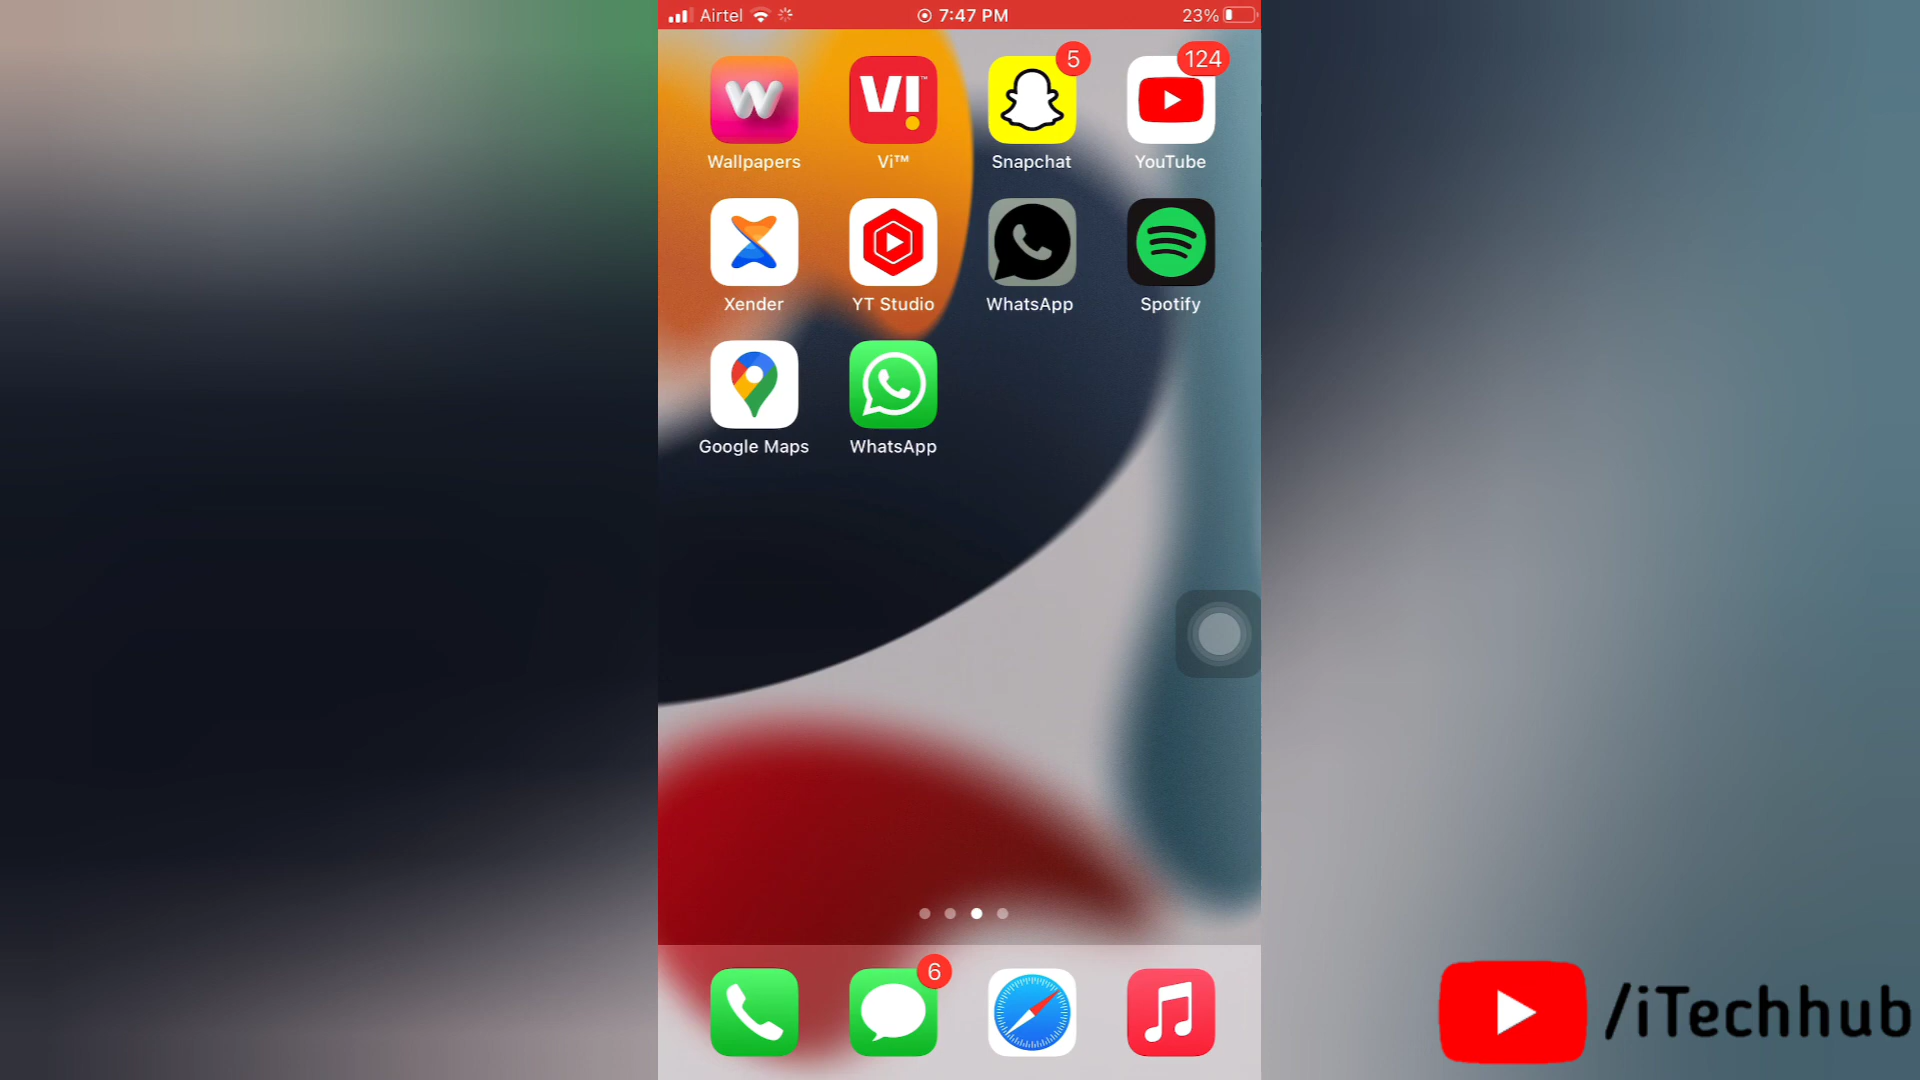 Airtel 7:47 PM 23%
5 124
W VI™
Wallpapers Vi™ Snapchat YouTube
Xender YT Studio WhatsApp Spotify
Google Maps WhatsApp
6
/iTechhub